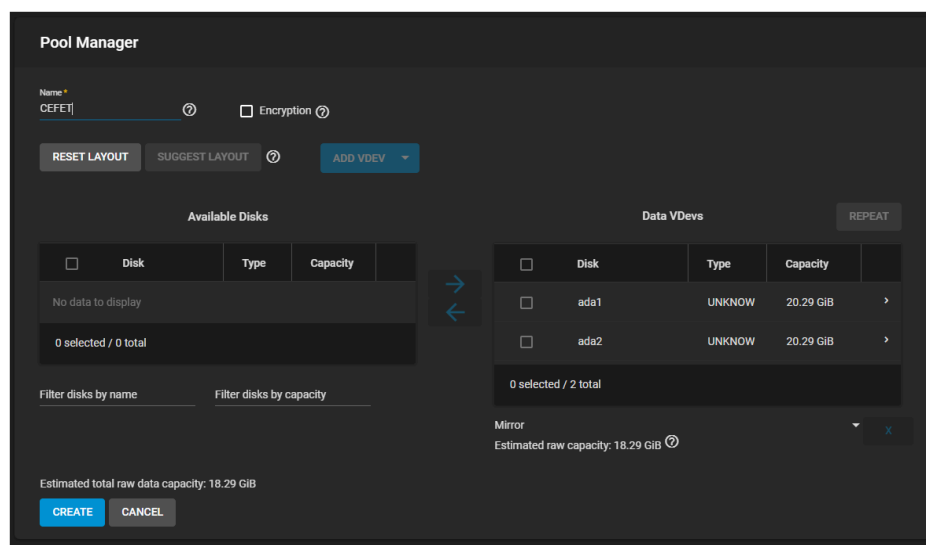 Pool Manager
Name *
CEFET
Encryption
RESET LAYOUT SUGGEST LAYOUT ADD VDEV
Available Disks
Disk Type Capacity
No data to display
0 selected / 0 total
Filter disks by name Filter disks by capacity
Data VDevs REPEAT
Disk Type Capacity
ada1 UNKNOW 20.29 GiB
ada2 UNKNOW 20.29 GiB
0 selected / 2 total
Mirror X
Estimated raw capacity: 18.29 GiB
Estimated total raw data capacity: 18.29 GiB
CREATE CANCEL